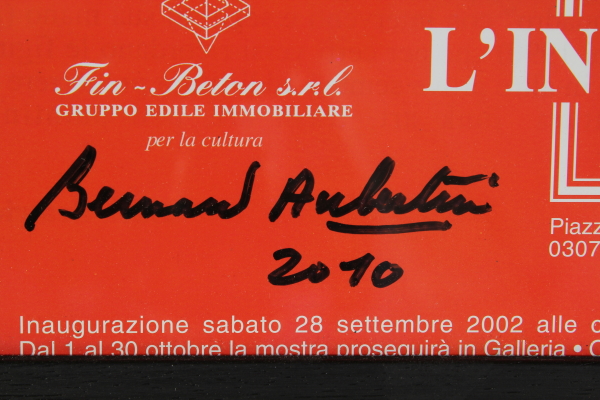 Fin-Beton s.r.l.
GRUPPO EDILE IMMOBILIARE
per la cultura
L'IN
Bernard Aubertin
2010
Piazz
0307
Inaugurazione sabato 28 settembre 2002 alle
Dal 1 al 30 ottobre la mostra proseguirà in Galleria •